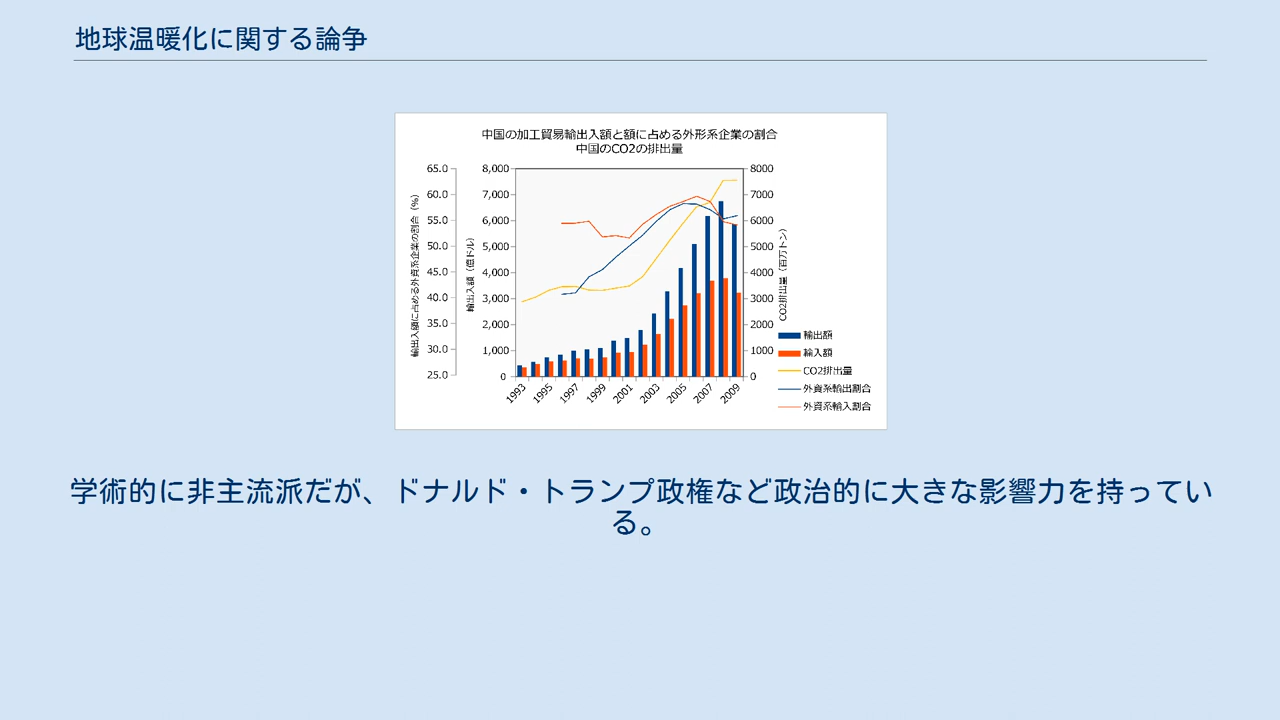 地球温暖化に関する論争
中国の加工貿易輸出入額と額に占める外形系企業の割合
中国のCO2の排出量
輸出入額に占める外資系企業の割合（%）
65.0
60.0
55.0
50.0
45.0
40.0
35.0
30.0
25.0
輸出入額（億ドル）
8,000
7,000
6,000
5,000
4,000
3,000
2,000
1,000
0
8000
7000
6000
5000
4000
3000
2000
1000
0
CO2排出量（百万トン）
1993
1995
1997
1999
2001
2003
2005
2007
2009
輸出額
輸入額
CO2排出量
外資系輸出割合
外資系輸入割合
学術的に非主流派だが、ドナルド・トランプ政権など政治的に大きな影響力を持ってい
る。